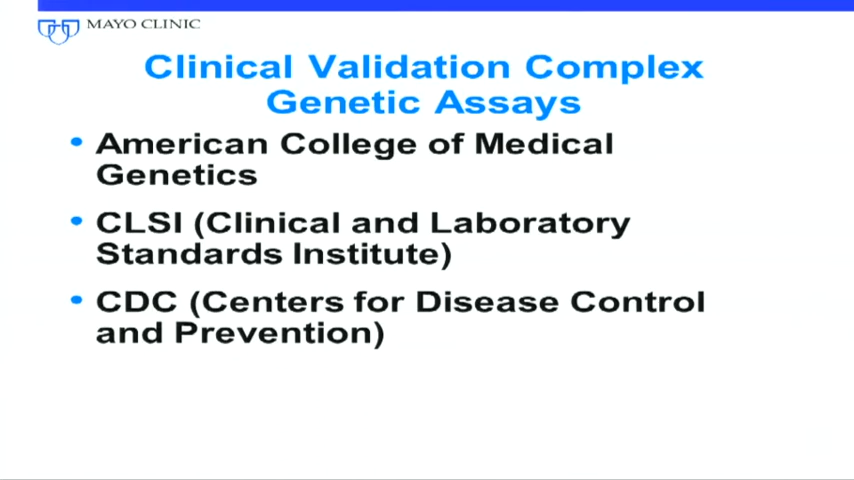 MAYO CLINIC
Clinical Validation Complex
Genetic Assays
• American College of Medical
Genetics
• CLSI (Clinical and Laboratory
Standards Institute)
• CDC (Centers for Disease Control
and Prevention)